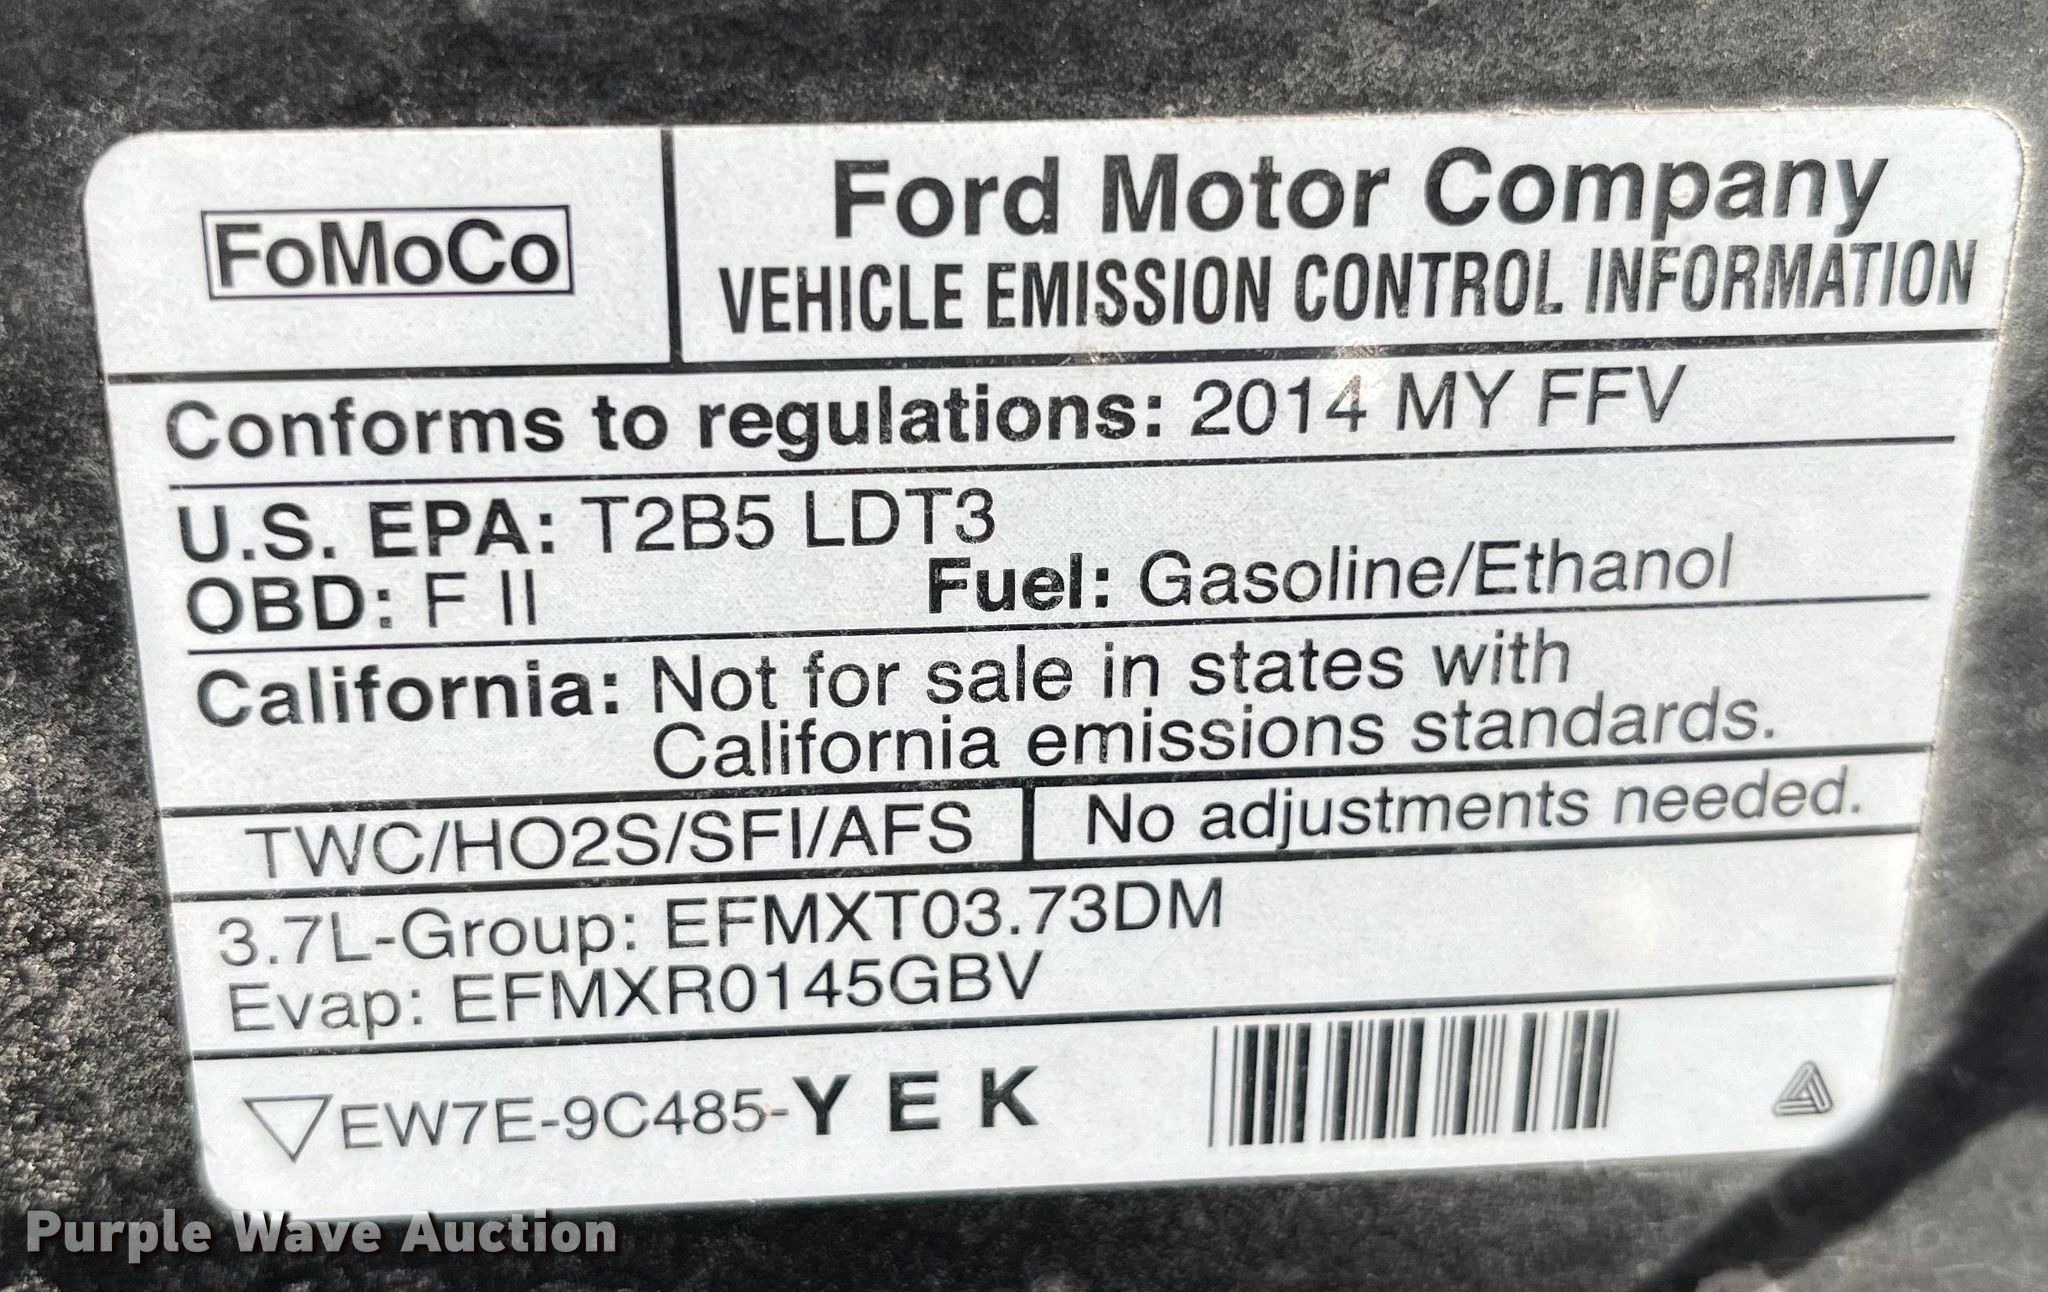 FoMoCo
Ford Motor Company
VEHICLE EMISSION CONTROL INFORMATION
Conforms to regulations: 2014 MY FFV
U.S. EPA: T2B5 LDT3
OBD: F II Fuel: Gasoline/Ethanol
California: Not for sale in states with
California emissions standards.
TWC/HO2S/SFI/AFS No adjustments needed.
3.7L-Group: EFMXT03.73DM
Evap: EFMXR0145GBV
EW7E-9C485-YEK
Purple Wave Auction